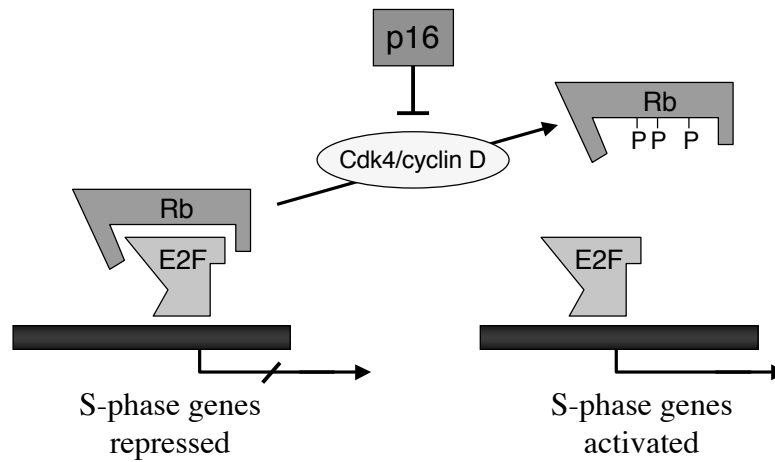 p16
Rb
P P P
Cdk4/cyclin D
Rb
E2F
E2F
S-phase genes
repressed
S-phase genes
activated